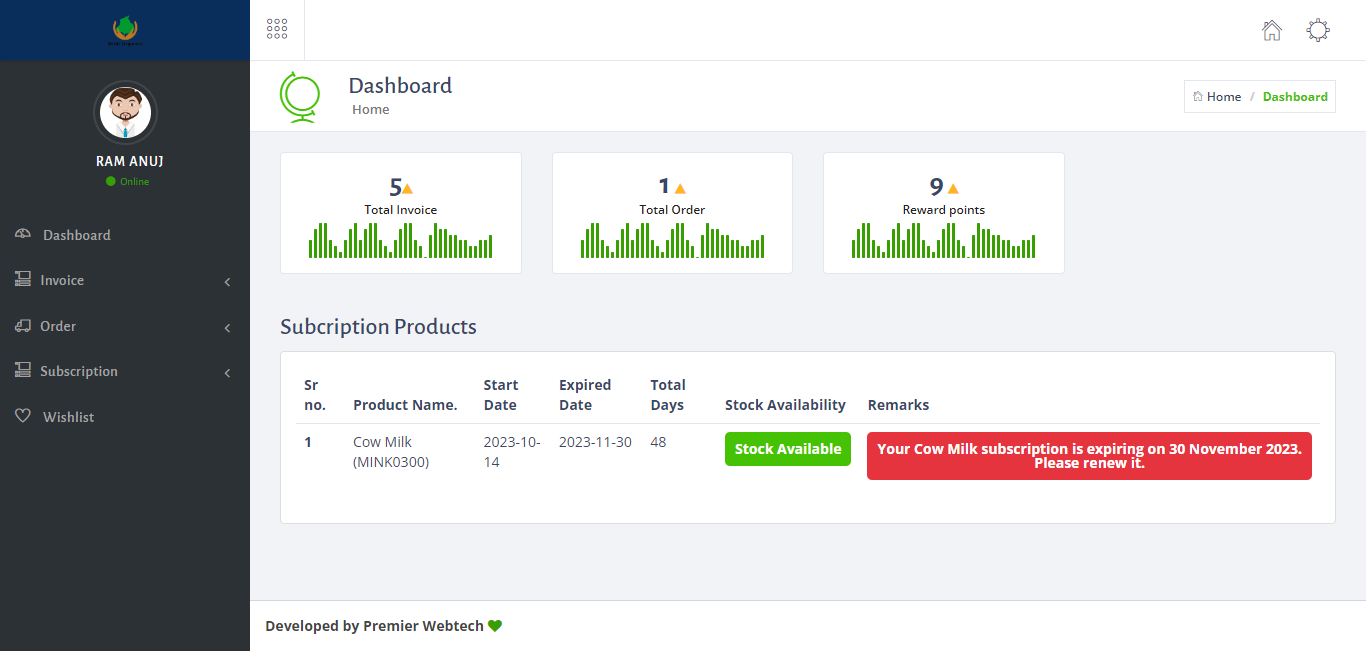 Dashboard
Home
Home / Dashboard
RAM ANUJ
Online
Dashboard
Invoice
Order
Subscription
Wishlist
5
Total Invoice
1
Total Order
9
Reward points
Subcription Products
Sr no. Product Name. Start Date Expired Date Total Days Stock Availability Remarks
1 Cow Milk (MINK0300) 2023-10-14 2023-11-30 48 Stock Available Your Cow Milk subscription is expiring on 30 November 2023. Please renew it.
Developed by Premier Webtech